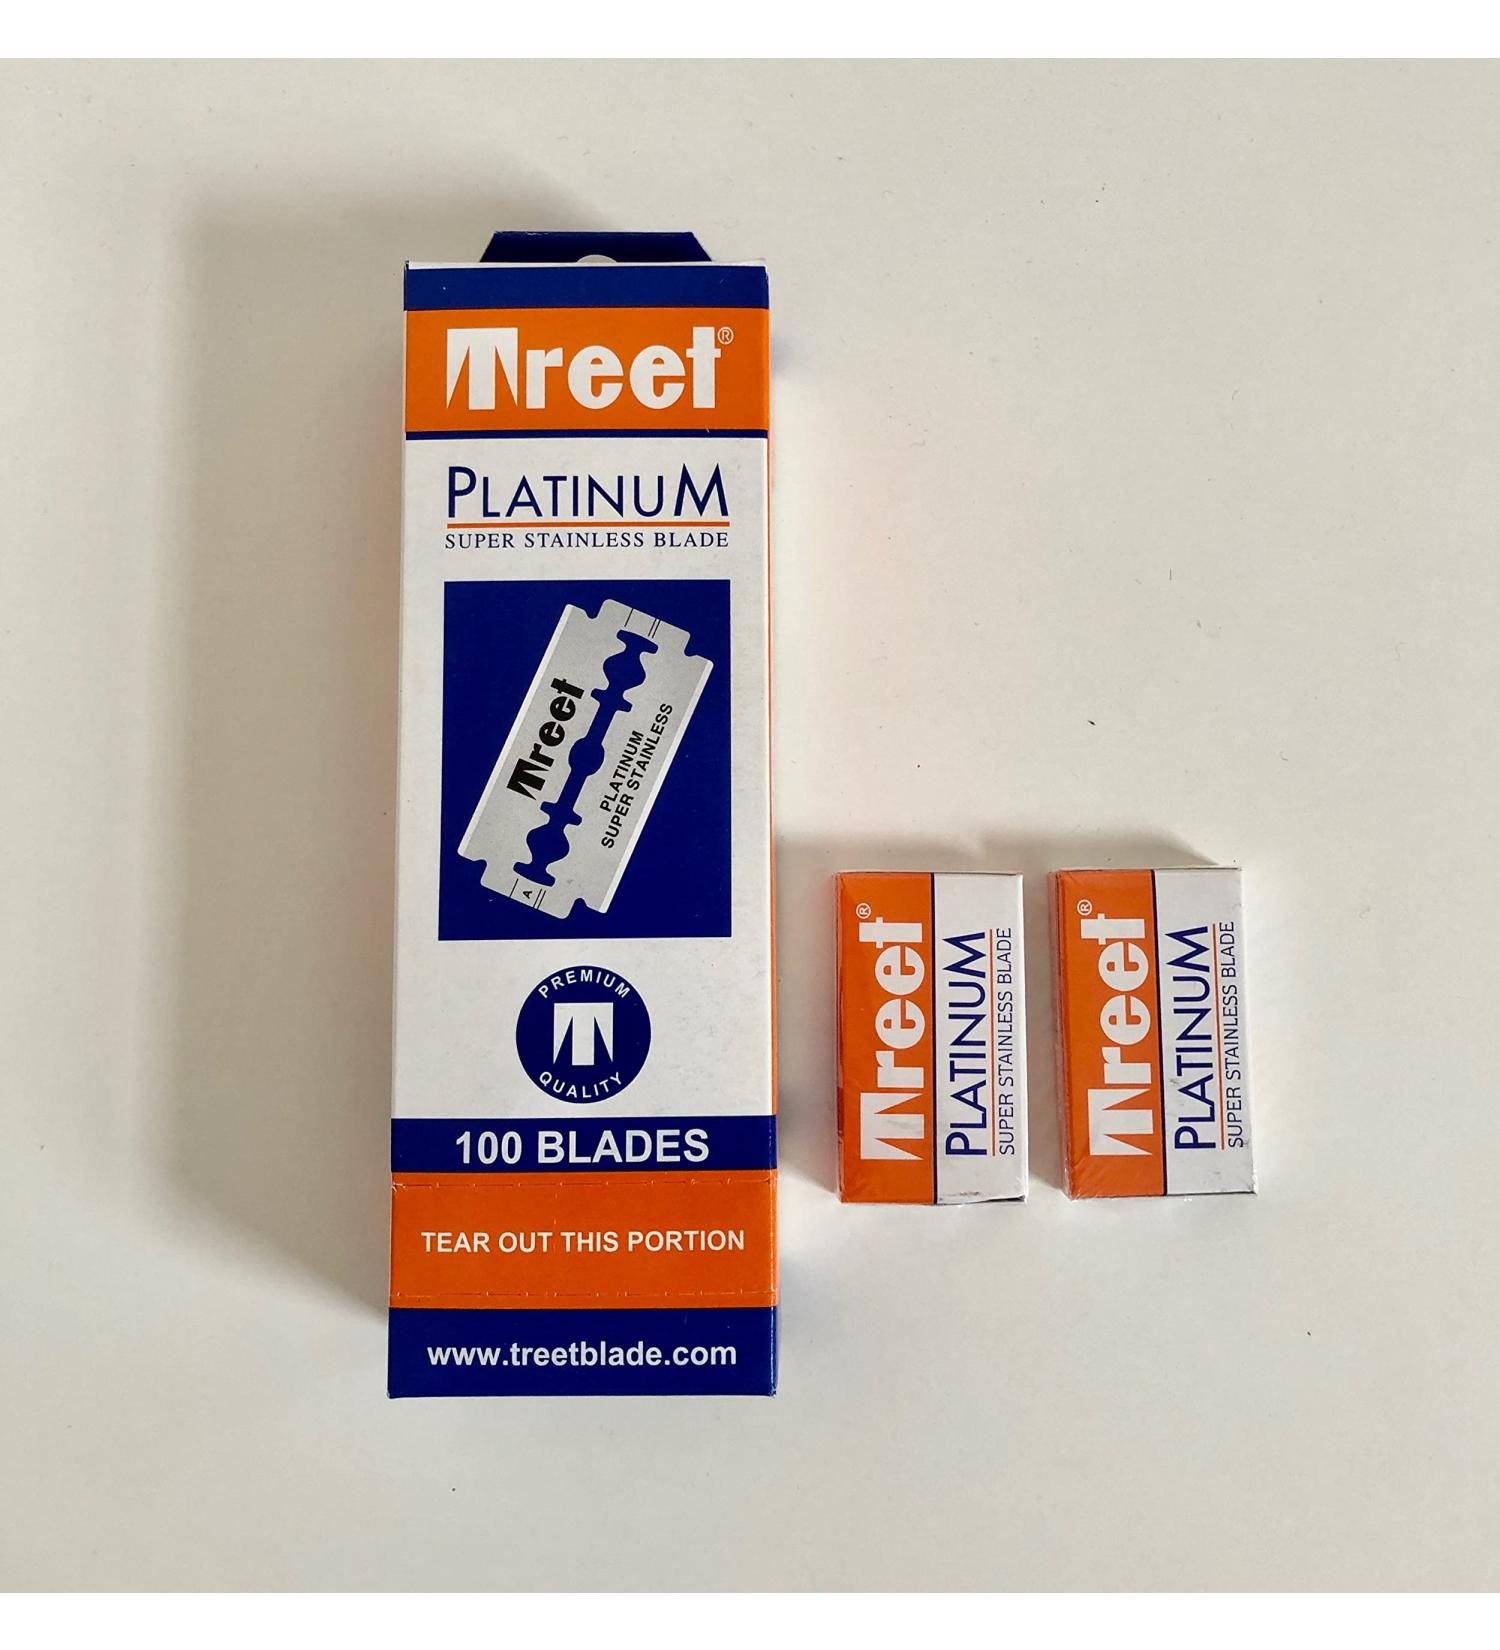 Treet®
PLATINUM
SUPER STAINLESS BLADE
Treet
PLATINUM
SUPER STAINLESS
A
PREMIUM
T
QUALITY
100 BLADES
TEAR OUT THIS PORTION
www.treetblade.com
Treet®
PLATINUM
SUPER STAINLESS BLADE
Treet®
PLATINUM
SUPER STAINLESS BLADE